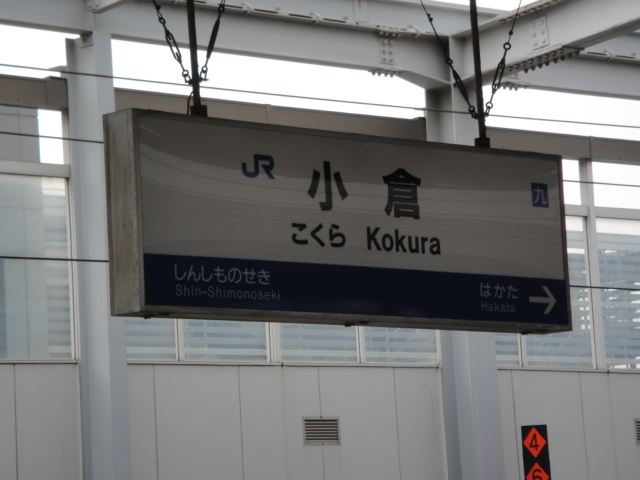 JR 小倉 九
こくら Kokura
しんしものせき はかた →
Shin-Shimonoseki Hakata
4
6